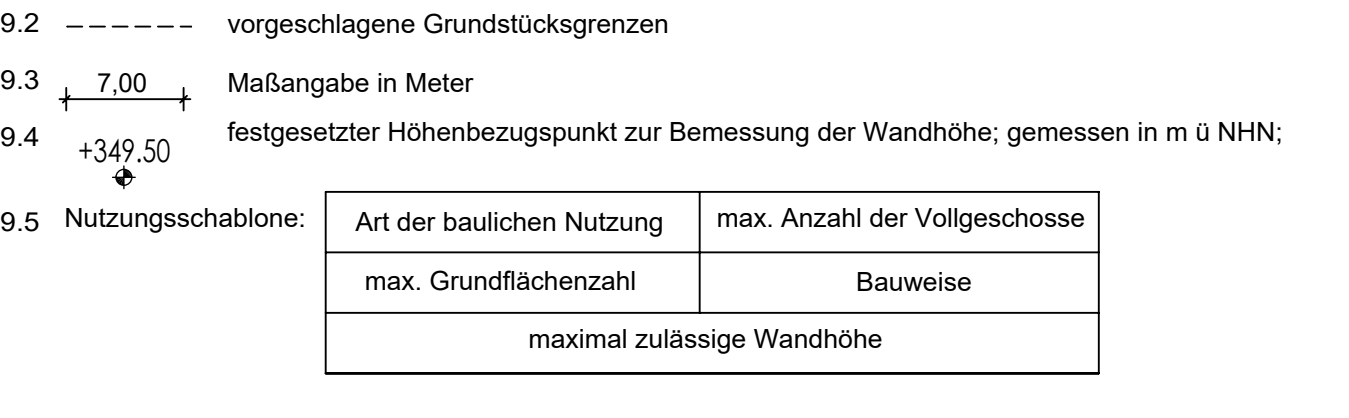 9.2 vorgeschlagene Grundstücksgrenzen
9.3 7,00 Maßangabe in Meter
9.4 +349.50 festgesetzter Höhenbezugspunkt zur Bemessung der Wandhöhe; gemessen in m ü NHN;
9.5 Nutzungsschablone: Art der baulichen Nutzung max. Anzahl der Vollgeschosse
max. Grundflächenzahl Bauweise
maximal zulässige Wandhöhe